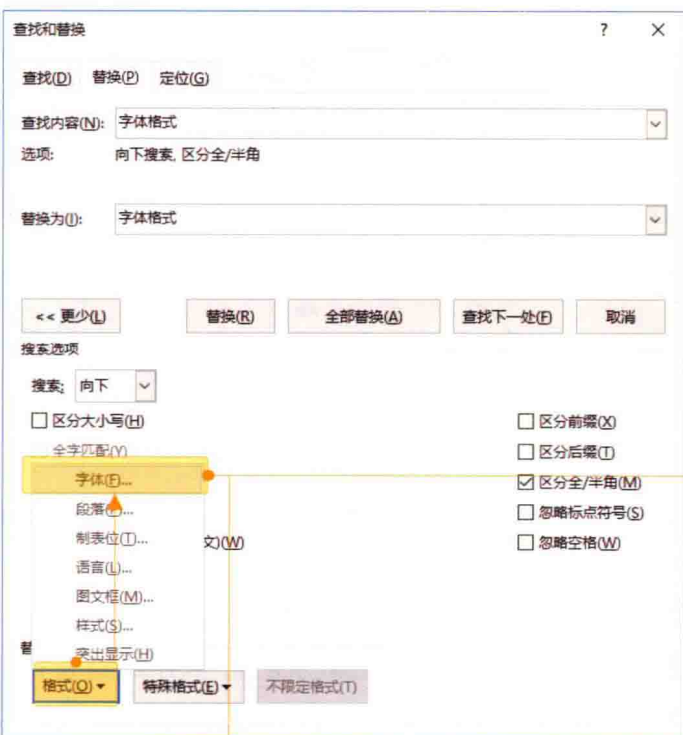 查找和替换 ? ×
查找(D) 替换(P) 定位(G)
查找内容(N): 字体格式
选项: 向下搜索, 区分全/半角
替换为(I): 字体格式
<< 更少(L) 替换(R) 全部替换(A) 查找下一处(F) 取消
搜索选项
搜索: 向下
区分大小写(H) 区分前缀(X)
全字匹配(Y) 区分后缀(T)
字体(F)... 区分全/半角(M)
段落(P)... 忽略标点符号(S)
制表位(T)... 文)(W) 忽略空格(W)
语言(L)...
图文框(M)...
样式(S)...
突出显示(H)
替
格式(O) 特殊格式(E) 不限定格式(T)